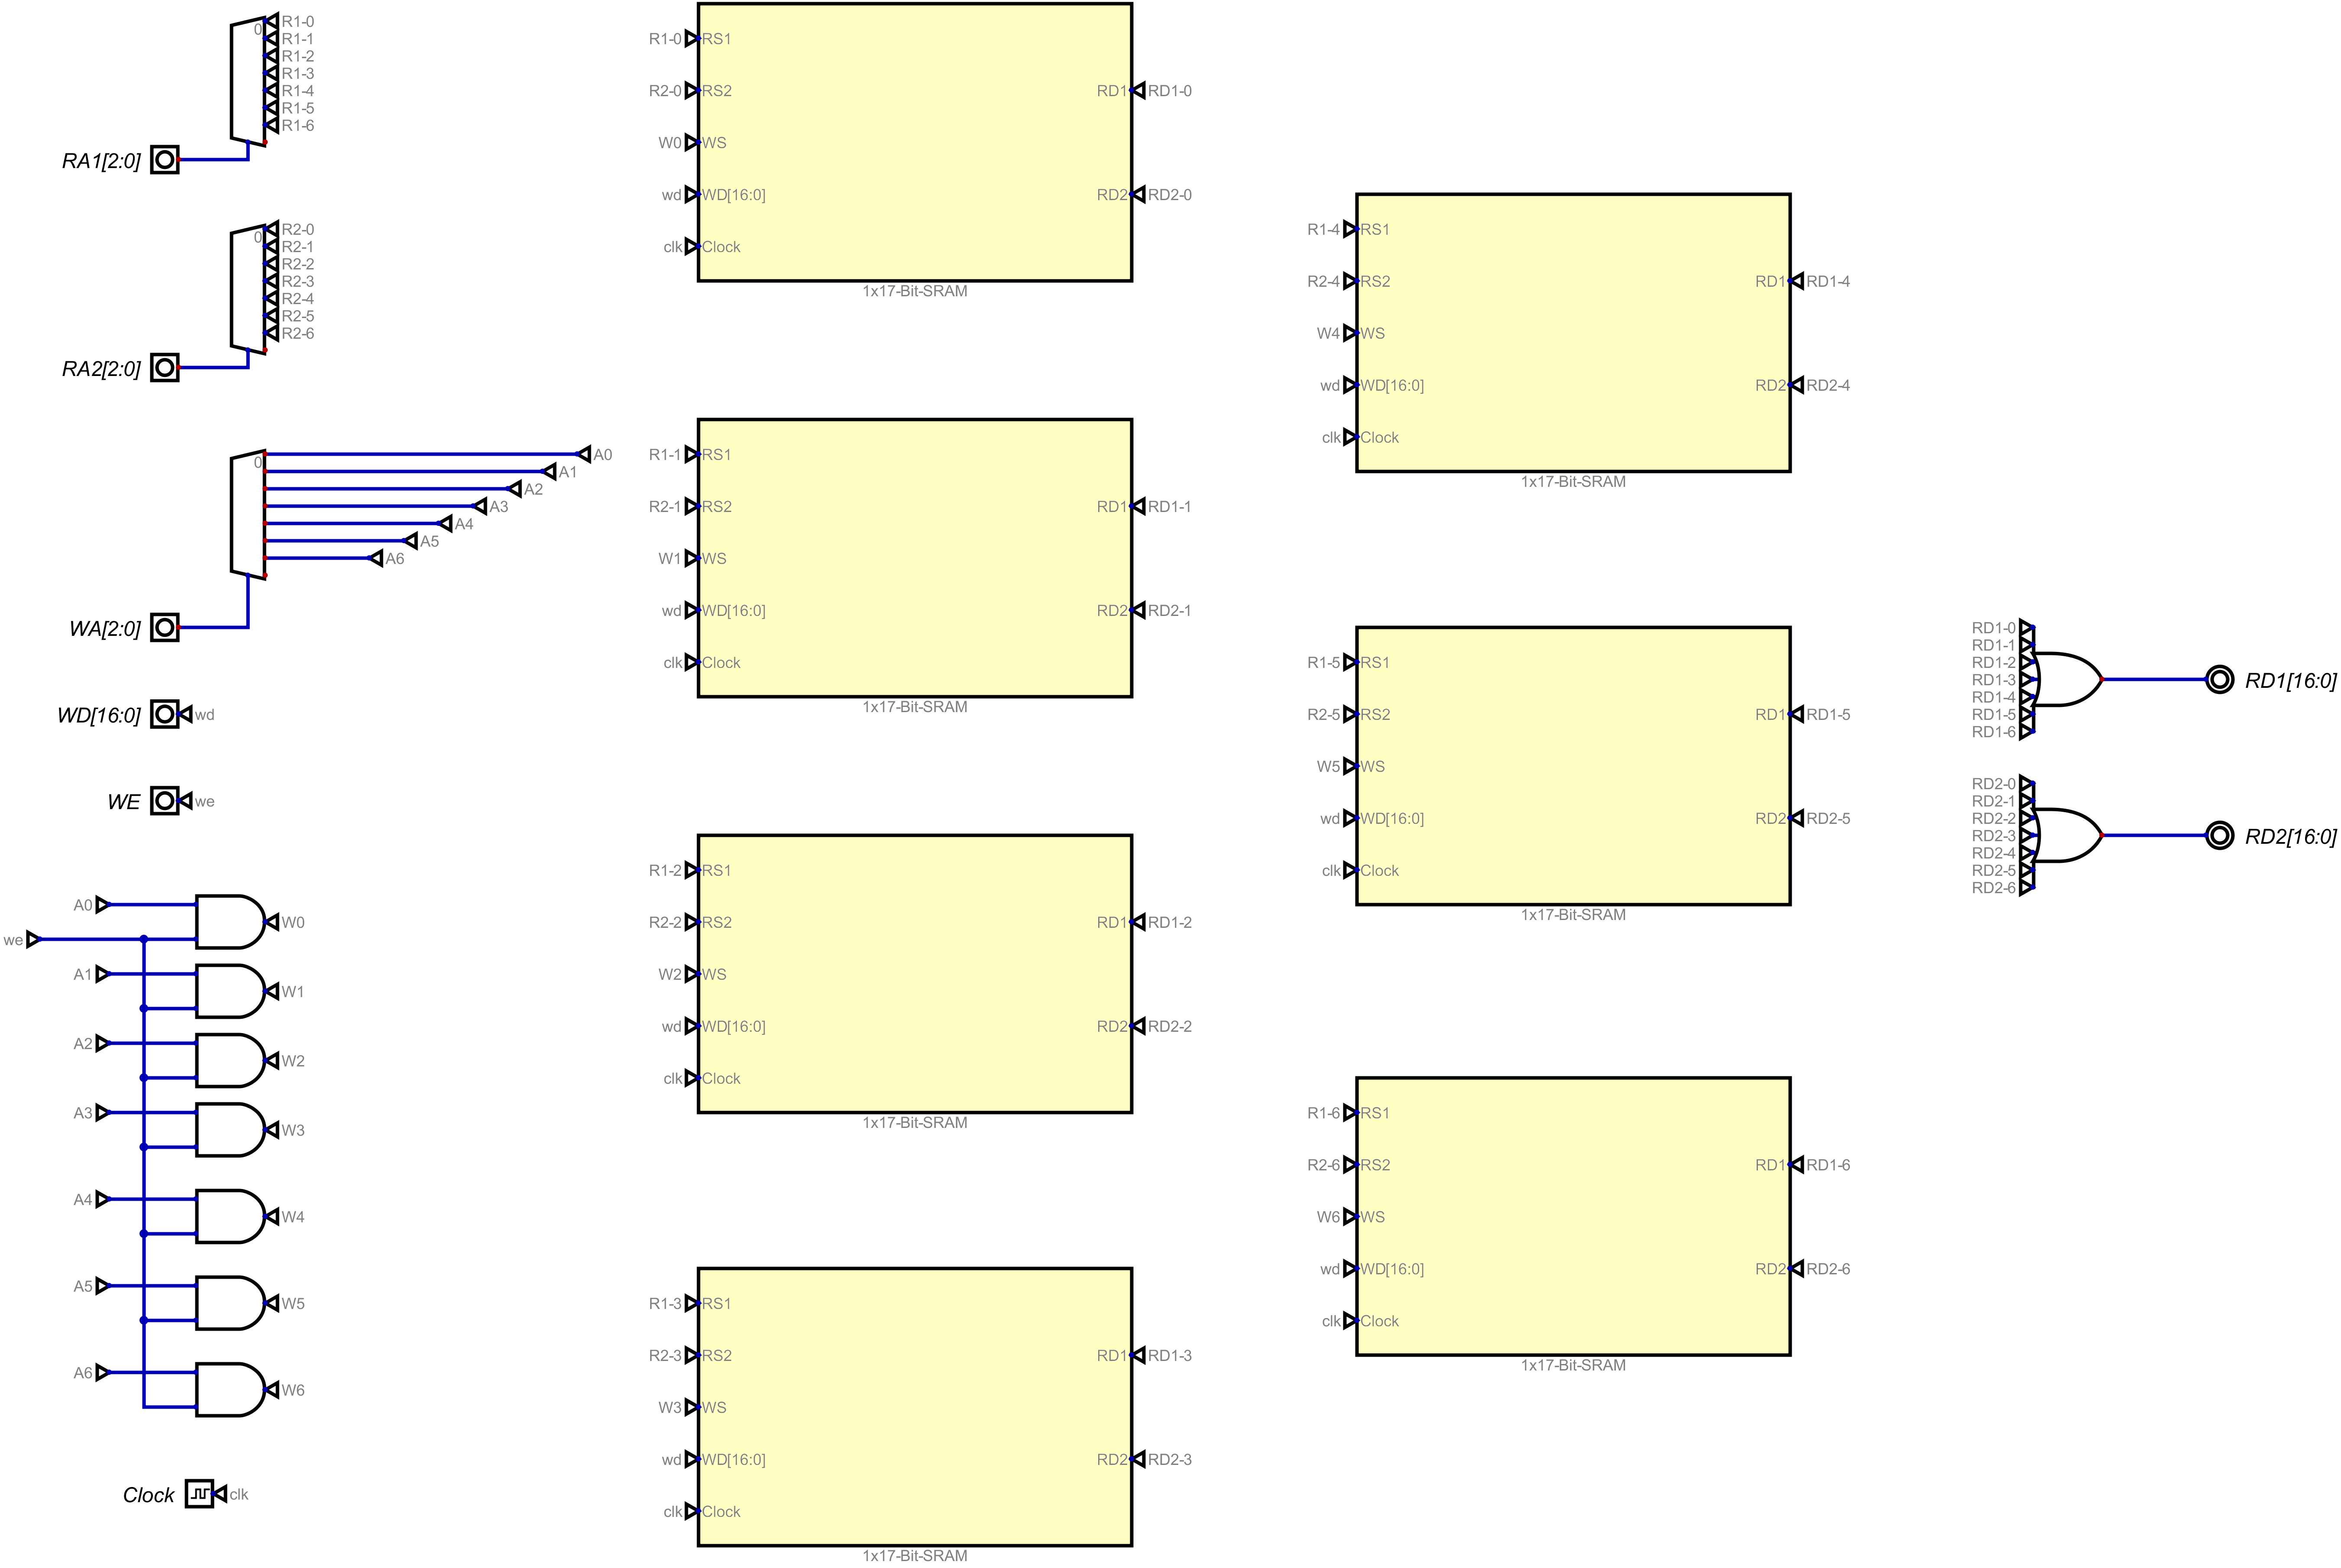 0
R1-0
R1-1
R1-2
R1-3
R1-4
R1-5
R1-6
RA1[2:0]
0
R2-0
R2-1
R2-2
R2-3
R2-4
R2-5
R2-6
RA2[2:0]
0
A0
A1
A2
A3
A4
A5
A6
WA[2:0]
WD[16:0]
wd
WE
we
A0
W0
we
A1
W1
A2
W2
A3
W3
A4
W4
A5
W5
A6
W6
Clock
clk
R1-0 RS1
R2-0 RS2
RD1 RD1-0
W0 WS
wd WD[16:0]
RD2 RD2-0
clk Clock
1x17-Bit-SRAM
R1-1 RS1
R2-1 RS2
RD1 RD1-1
W1 WS
wd WD[16:0]
RD2 RD2-1
clk Clock
1x17-Bit-SRAM
R1-2 RS1
R2-2 RS2
RD1 RD1-2
W2 WS
wd WD[16:0]
RD2 RD2-2
clk Clock
1x17-Bit-SRAM
R1-3 RS1
R2-3 RS2
RD1 RD1-3
W3 WS
wd WD[16:0]
RD2 RD2-3
clk Clock
1x17-Bit-SRAM
R1-4 RS1
R2-4 RS2
RD1 RD1-4
W4 WS
wd WD[16:0]
RD2 RD2-4
clk Clock
1x17-Bit-SRAM
R1-5 RS1
R2-5 RS2
RD1 RD1-5
W5 WS
wd WD[16:0]
RD2 RD2-5
clk Clock
1x17-Bit-SRAM
R1-6 RS1
R2-6 RS2
RD1 RD1-6
W6 WS
wd WD[16:0]
RD2 RD2-6
clk Clock
1x17-Bit-SRAM
RD1-0
RD1-1
RD1-2
RD1-3
RD1-4
RD1-5
RD1-6
RD1[16:0]
RD2-0
RD2-1
RD2-2
RD2-3
RD2-4
RD2-5
RD2-6
RD2[16:0]